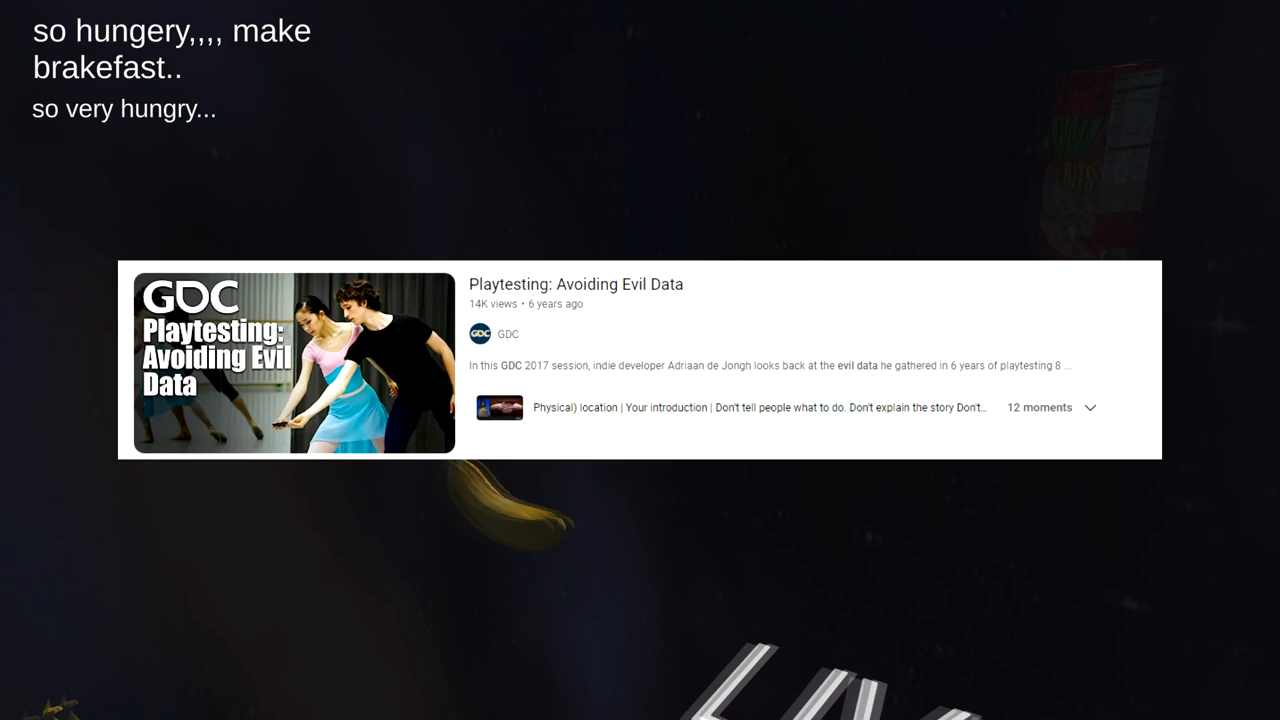 so hungery,,,, make
brakefast..
so very hungry...
GDC
Playtesting:
Avoiding Evil
Data
Playtesting: Avoiding Evil Data
14K views • 6 years ago
GDC GDC
In this GDC 2017 session, indie developer Adriaan de Jongh looks back at the evil data he gathered in 6 years of playtesting 8 ...
Physical) location | Your introduction | Don't tell people what to do. Don't explain the story Don't... 12 moments